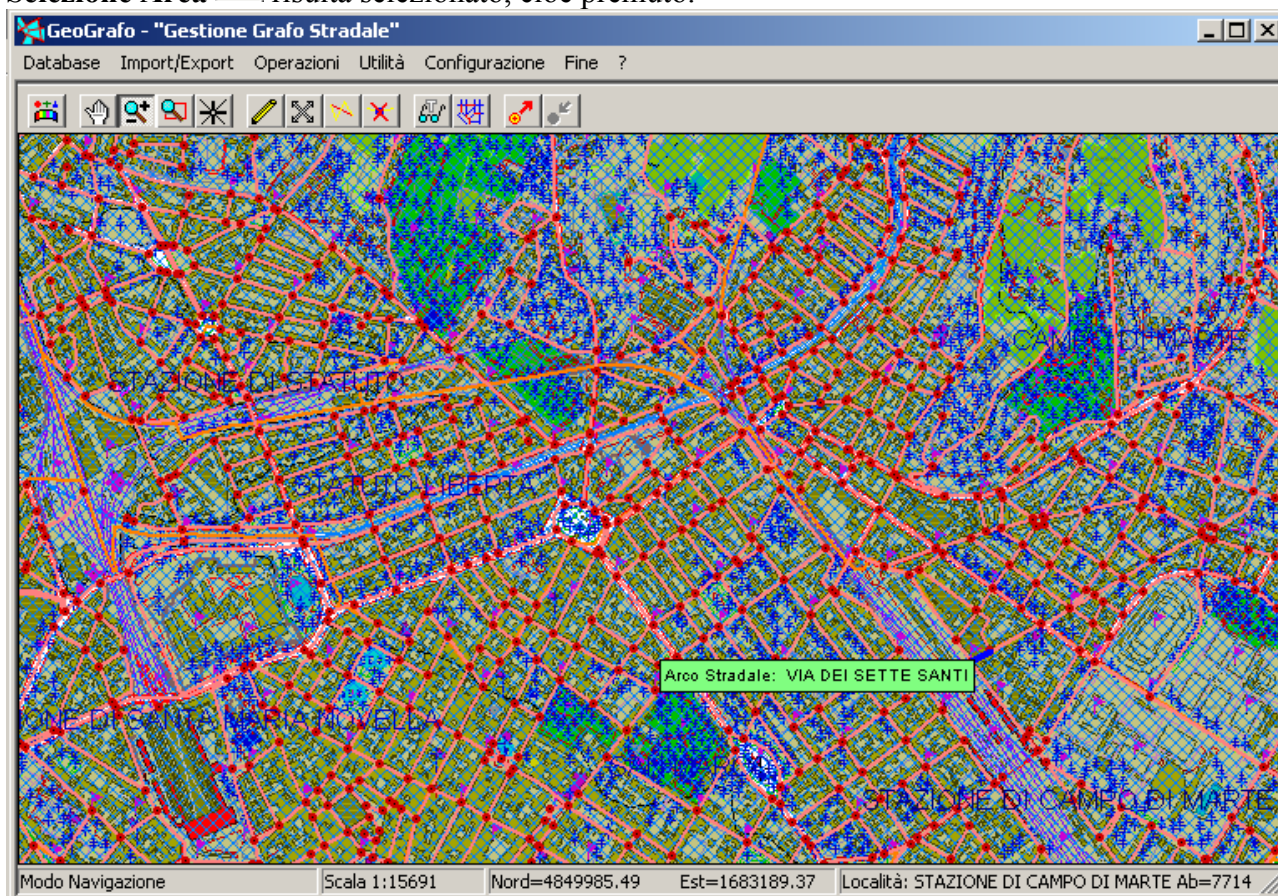 Selezione Area risulta selezionato, cioè premuto.
GeoGrafo - "Gestione Grafo Stradale"
Database Import/Export Operazioni Utilità Configurazione Fine ?
CAMPO DI MARTE
STAZIONE DI STATUTO
STATUTO LIBERTA
Arco Stradale: VIA DEI SETTE SANTI
IONE DI SANTA MARIA NOVELLA
STAZIONE DI CAMPO DI MARTE
Modo Navigazione Scala 1:15691 Nord=4849985.49 Est=1683189.37 Località: STAZIONE DI CAMPO DI MARTE Ab=7714